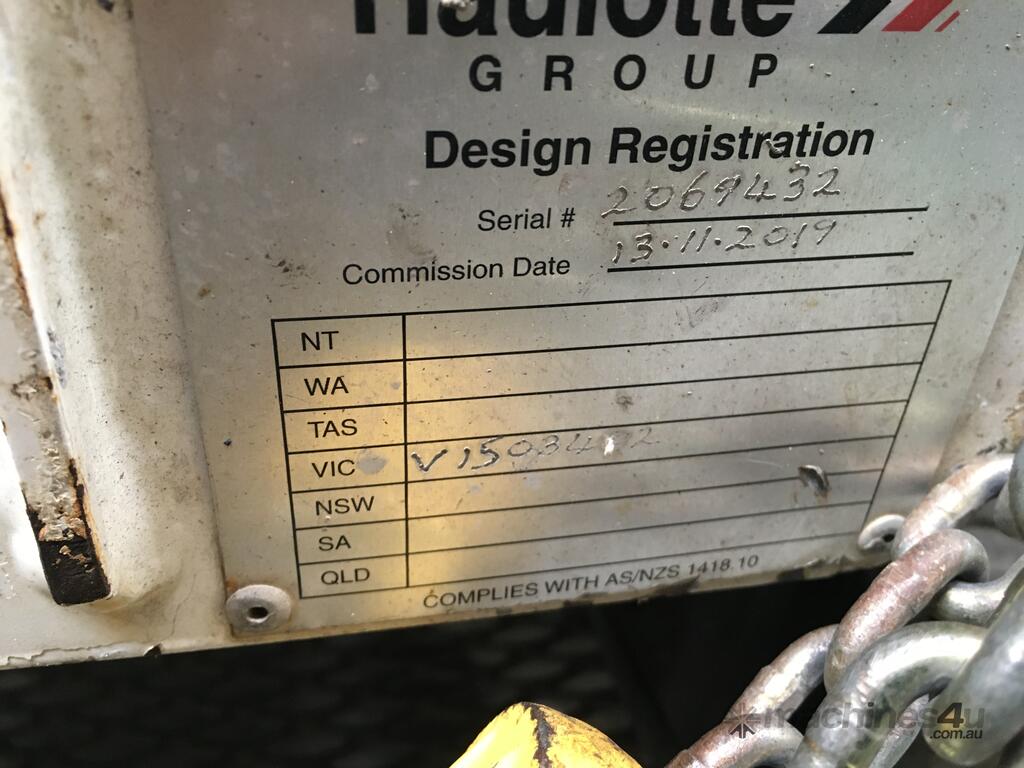 Haulotte
GROUP
Design Registration
Serial # 2069432
Commission Date 13.11.2019
NT
WA
TAS
VIC
NSW
SA
QLD
COMPLIES WITH AS/NZS 1418.10
machines4u
.com.au